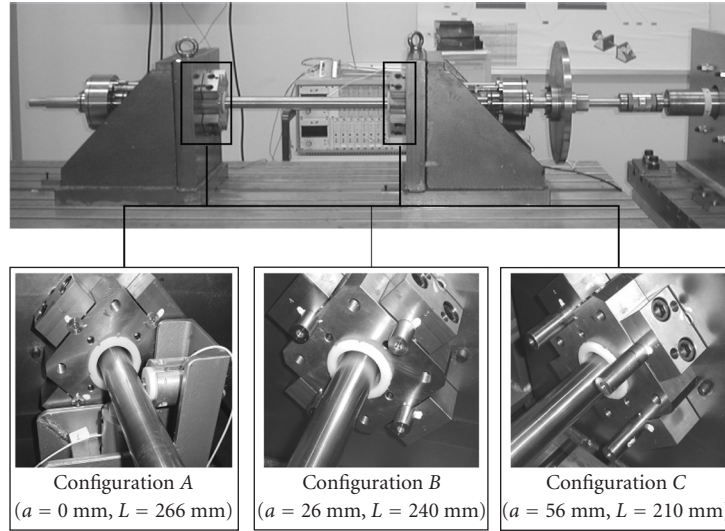 Configuration A
(a = 0 mm, L = 266 mm)
Configuration B
(a = 26 mm, L = 240 mm)
Configuration C
(a = 56 mm, L = 210 mm)